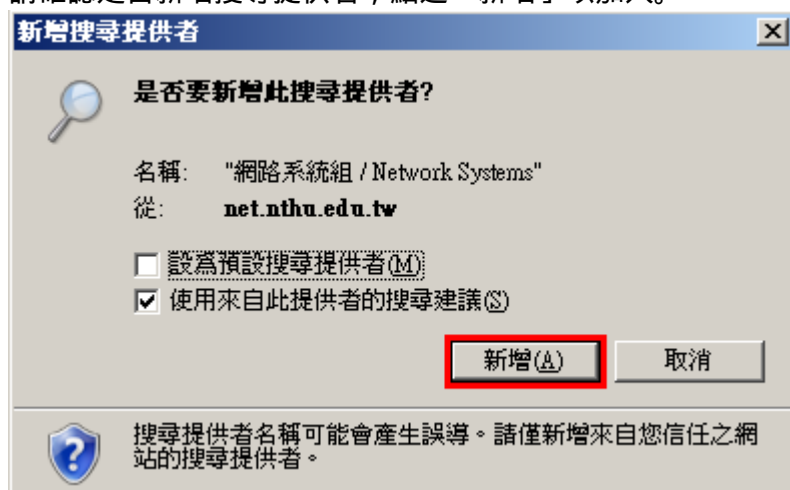 新增搜尋提供者
是否要新增此搜尋提供者?
名稱: "網路系統組 / Network Systems"
從: net.nthu.edu.tw
設為預設搜尋提供者(M)
使用來自此提供者的搜尋建議(S)
新增(A) 取消
搜尋提供者名稱可能會產生誤導。請僅新增來自您信任之網
站的搜尋提供者。